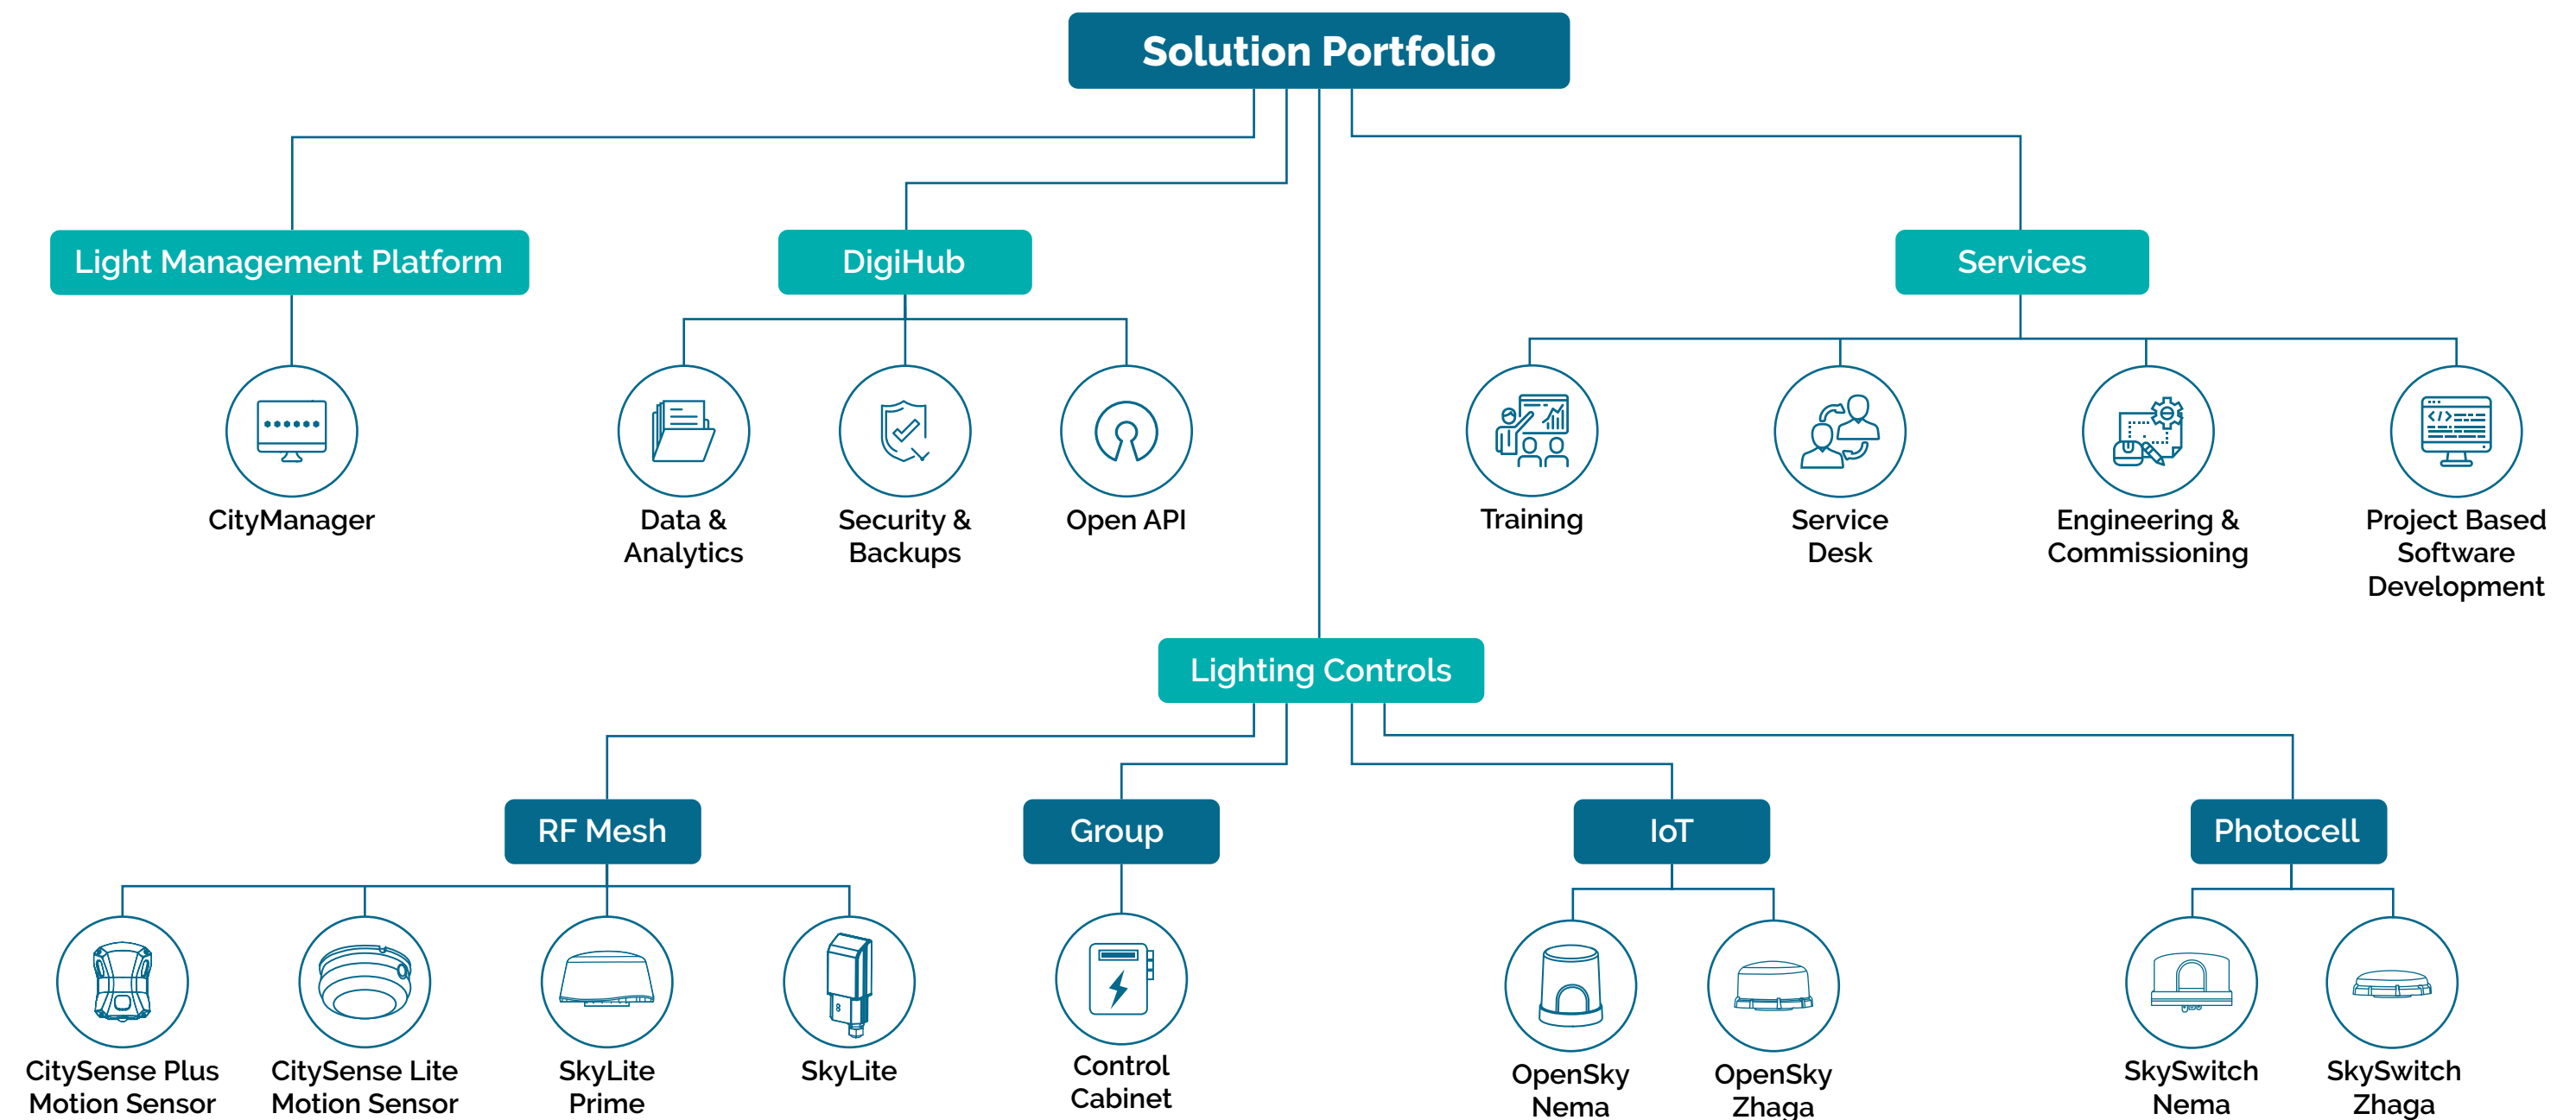 Solution Portfolio
Light Management Platform
DigiHub
Services
CityManager
Data &
Analytics
Security &
Backups
Open API
Training
Service
Desk
Engineering &
Commissioning
Project Based
Software
Development
Lighting Controls
RF Mesh
Group
IoT
Photocell
CitySense Plus
Motion Sensor
CitySense Lite
Motion Sensor
SkyLite
Prime
SkyLite
Control
Cabinet
OpenSky
Nema
OpenSky
Zhaga
SkySwitch
Nema
SkySwitch
Zhaga